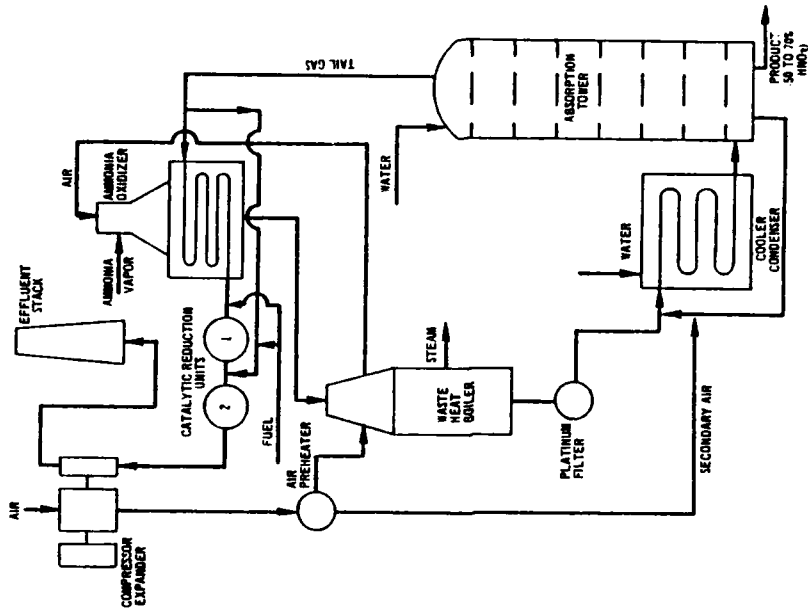 AIR
COMPRESSOR
EXPANDER
EFFLUENT
STACK
AMMONIA
VAPOR
AIR
AMMONIA
OXIDIZER
CATALYTIC REDUCTION
UNITS
1
2
FUEL
TAIL GAS
AIR
PREHEATER
STEAM
WASTE
HEAT
BOILER
PLATINUM
FILTER
SECONDARY AIR
WATER
WATER
COOLER
CONDENSER
ABSORPTION
TOWER
PRODUCT
50 TO 70%